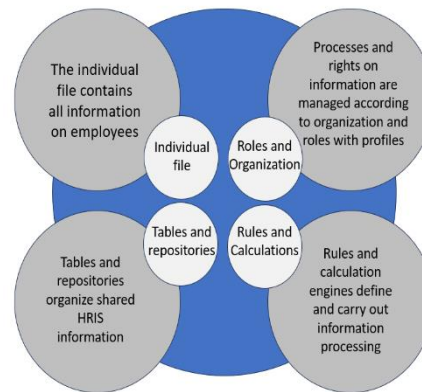 The individual
file contains
all information
on employees
Processes and
rights on
information are
managed according
to organization and
roles with profiles
Individual
file
Roles and
Organization
Tables and
repositories
Rules and
Calculations
Tables and
repositories
organize shared
HRIS
information
Rules and
calculation
engines define
and carry out
information
processing